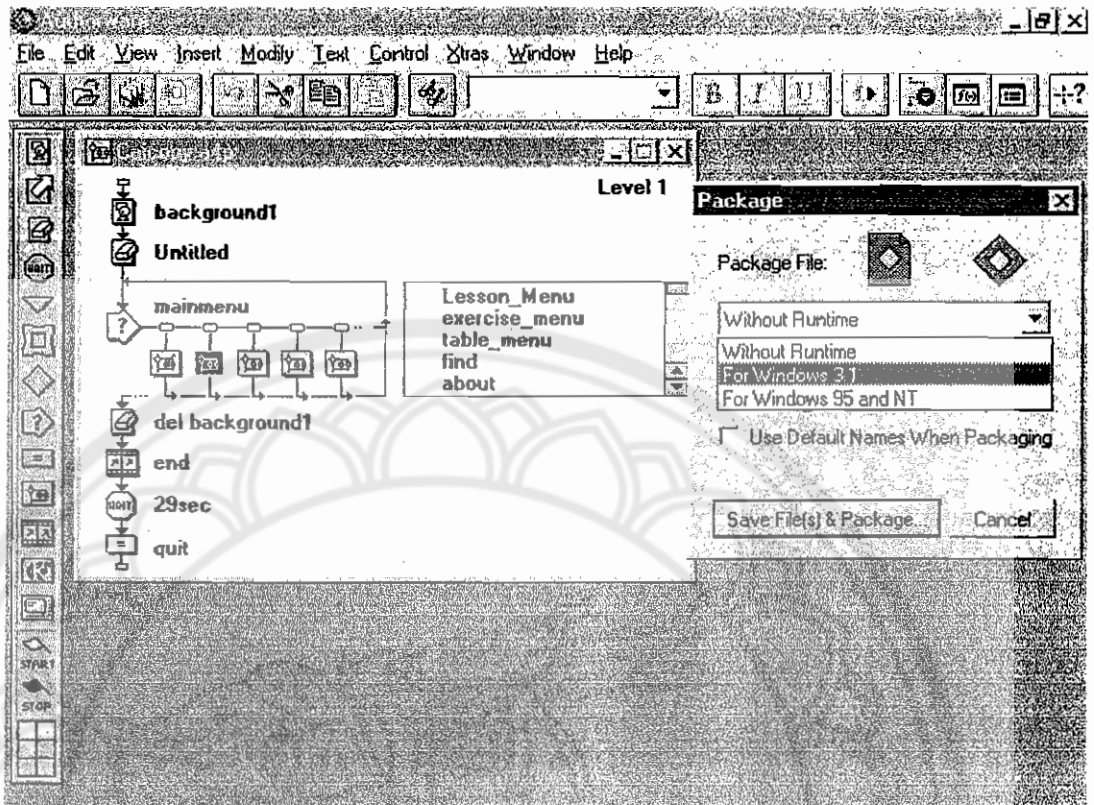 File Edit View Insert Modify Text Control Xtras Window Help
B I U
Level 1
background1
Untitled
mainmenu
Lesson_Menu
exercise_menu
table_menu
find
about
del background1
end
WAIT
29sec
quit
START
STOP
Package
Package File:
Without Runtime
Without Runtime
For Windows 3.1
For Windows 95 and NT
Use Default Names When Packaging
Save File(s) & Package...
Cancel